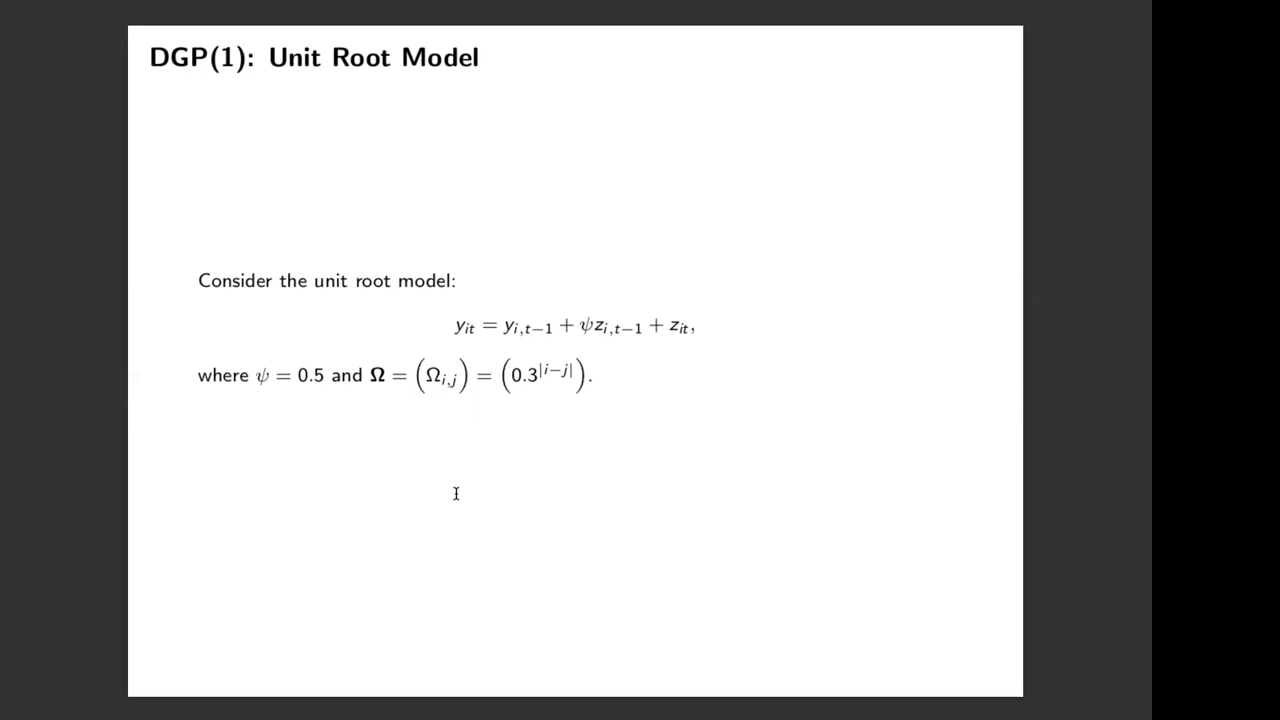 DGP(1): Unit Root Model
Consider the unit root model:
y_{it} = y_{i,t−1} + ψz_{i,t−1} + z_{it},
where ψ = 0.5 and Ω = (Ω_{i,j}) = (0.3^{|i−j|}).